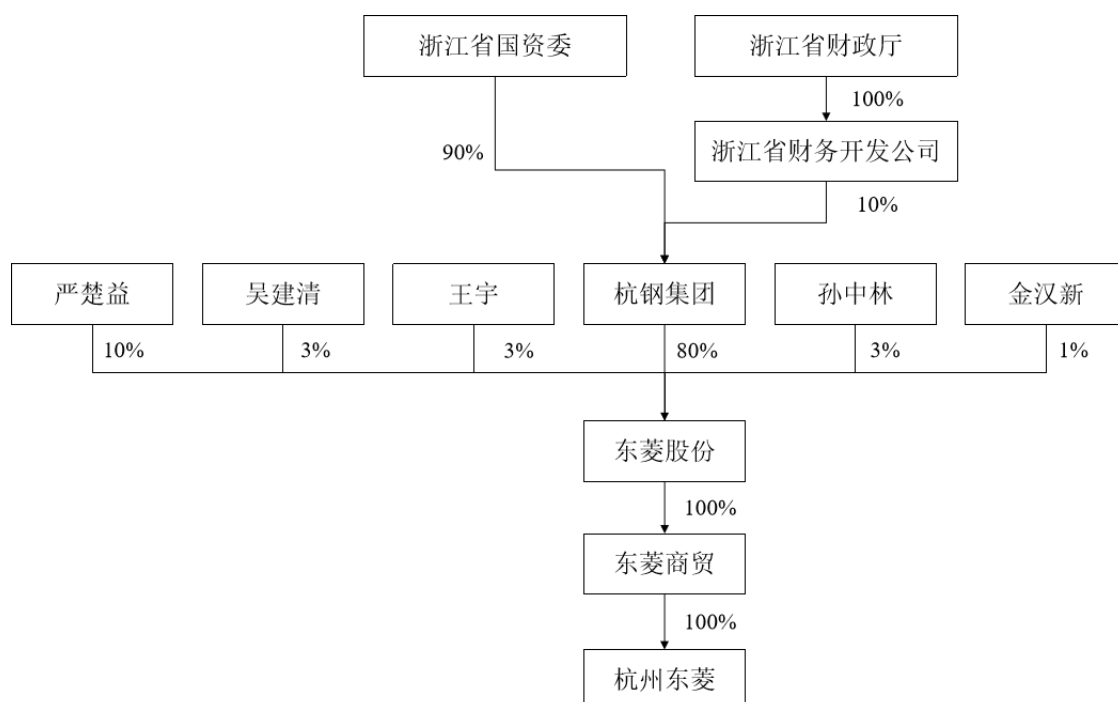 浙江省国资委
浙江省财政厅
100%
90%
浙江省财务开发公司
10%
严楚益
吴建清
王宇
杭钢集团
孙中林
金汉新
10%
3%
3%
80%
3%
1%
东菱股份
100%
东菱商贸
100%
杭州东菱